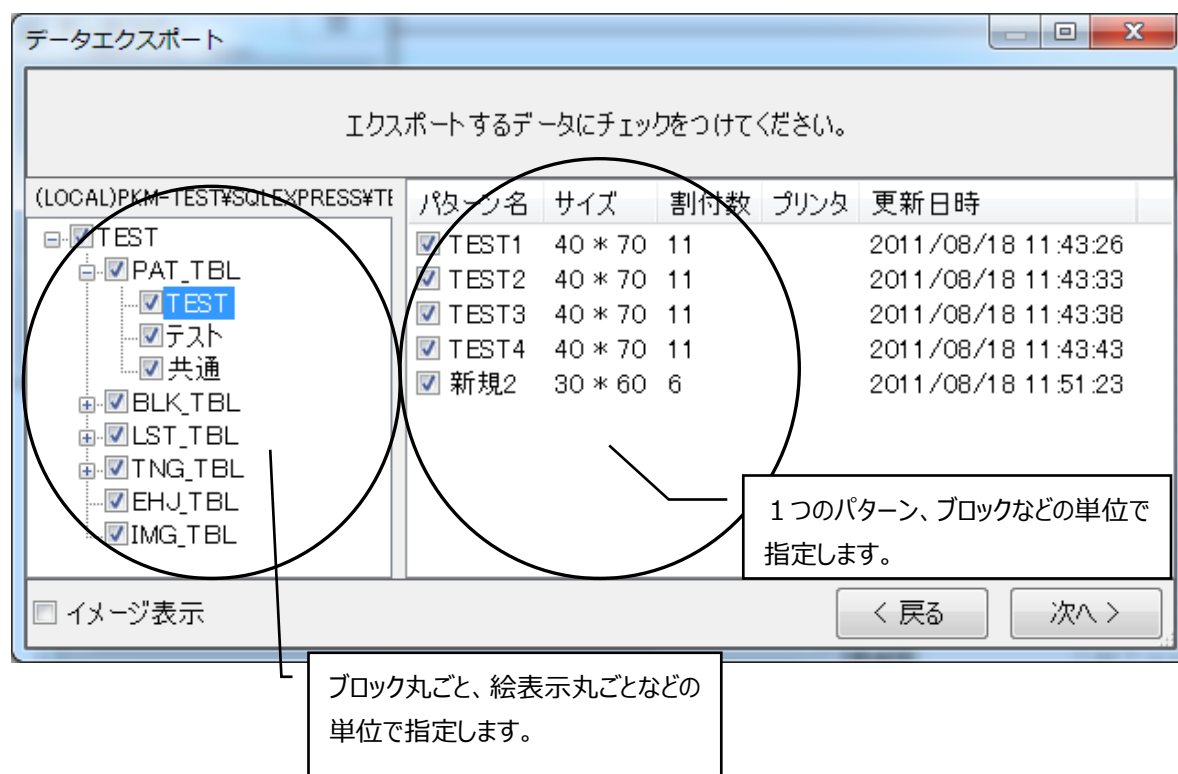 データエクスポート
エクスポートするデータにチェックをつけてください。
(LOCAL)PKM-TEST¥SQLEXPRESS¥TE
TEST
PAT_TBL
TEST
テスト
共通
BLK_TBL
LST_TBL
TNG_TBL
EHJ_TBL
IMG_TBL
パターン名 サイズ 割付数 プリンタ 更新日時
TEST1 40 * 70 11 2011/08/18 11:43:26
TEST2 40 * 70 11 2011/08/18 11:43:33
TEST3 40 * 70 11 2011/08/18 11:43:38
TEST4 40 * 70 11 2011/08/18 11:43:43
新規2 30 * 60 6 2011/08/18 11:51:23
１つのパターン、ブロックなどの単位で
指定します。
イメージ表示
< 戻る
次へ >
ブロック丸ごと、絵表示丸ごとなどの
単位で指定します。